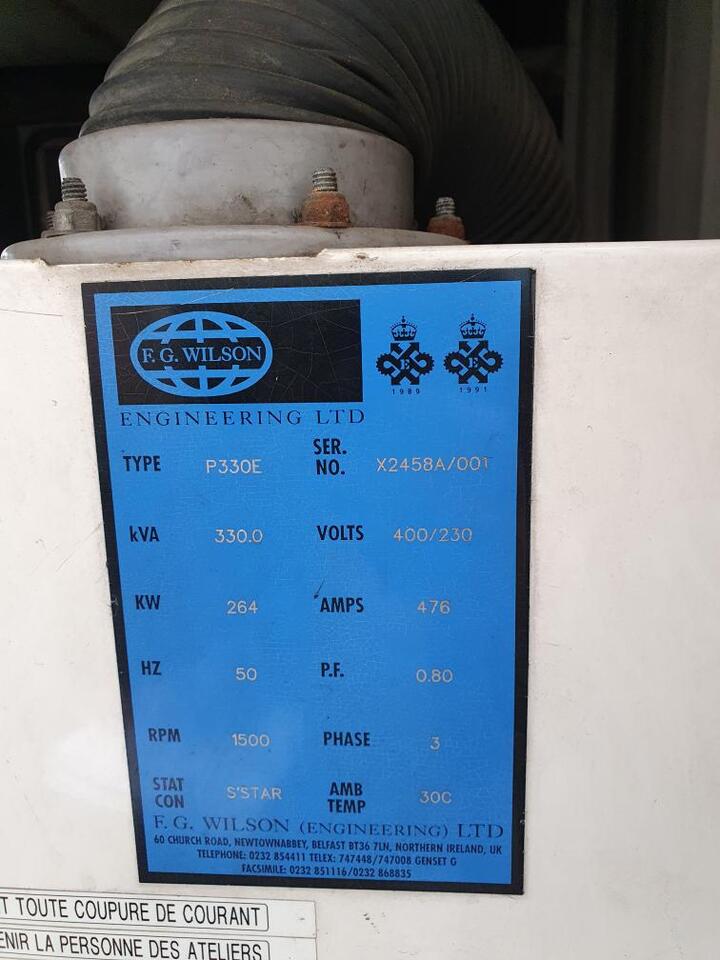 F. G. WILSON
E E
1989 1991
ENGINEERING LTD
TYPE P330E SER. NO. X2458A/001
kVA 330.0 VOLTS 400/230
KW 264 AMPS 476
HZ 50 P.F. 0.80
RPM 1500 PHASE 3
STAT CON S'STAR AMB TEMP 30C
F. G. WILSON (ENGINEERING) LTD
60 CHURCH ROAD, NEWTOWNABBEY, BELFAST BT36 7LN, NORTHERN IRELAND, UK
TELEPHONE: 0232 854411 TELEX: 747448/747008 GENSET G
FACSIMILE: 0232 851116/0232 868835
TOUTE COUPURE DE COURANT
LA PERSONNE DES ATELIERS